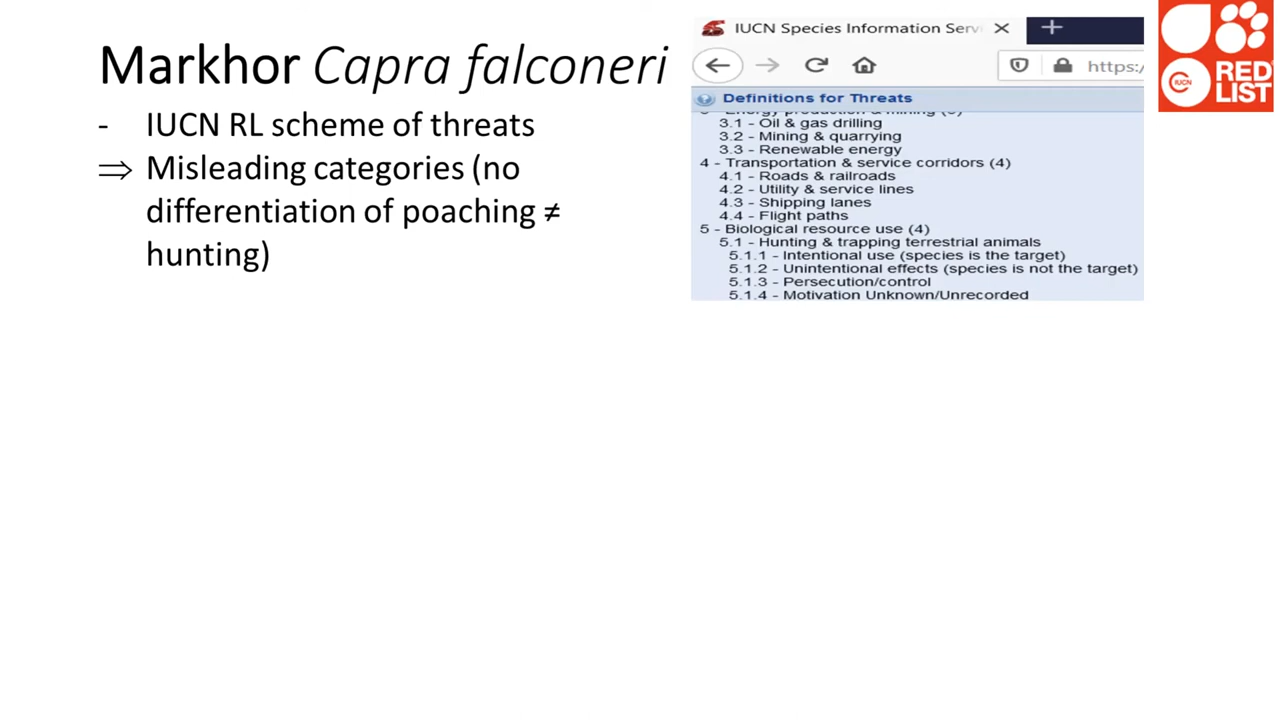 Markhor Capra falconeri
- IUCN RL scheme of threats
⇒ Misleading categories (no
differentiation of poaching ≠
hunting)
IUCN Species Information Serv
https:/
Definitions for Threats
3.1 - Oil & gas drilling
3.2 - Mining & quarrying
3.3 - Renewable energy
4 - Transportation & service corridors (4)
4.1 - Roads & railroads
4.2 - Utility & service lines
4.3 - Shipping lanes
4.4 - Flight paths
5 - Biological resource use (4)
5.1 - Hunting & trapping terrestrial animals
5.1.1 - Intentional use (species is the target)
5.1.2 - Unintentional effects (species is not the target)
5.1.3 - Persecution/control
5.1.4 - Motivation Unknown/Unrecorded
IUCN
RED
LIST